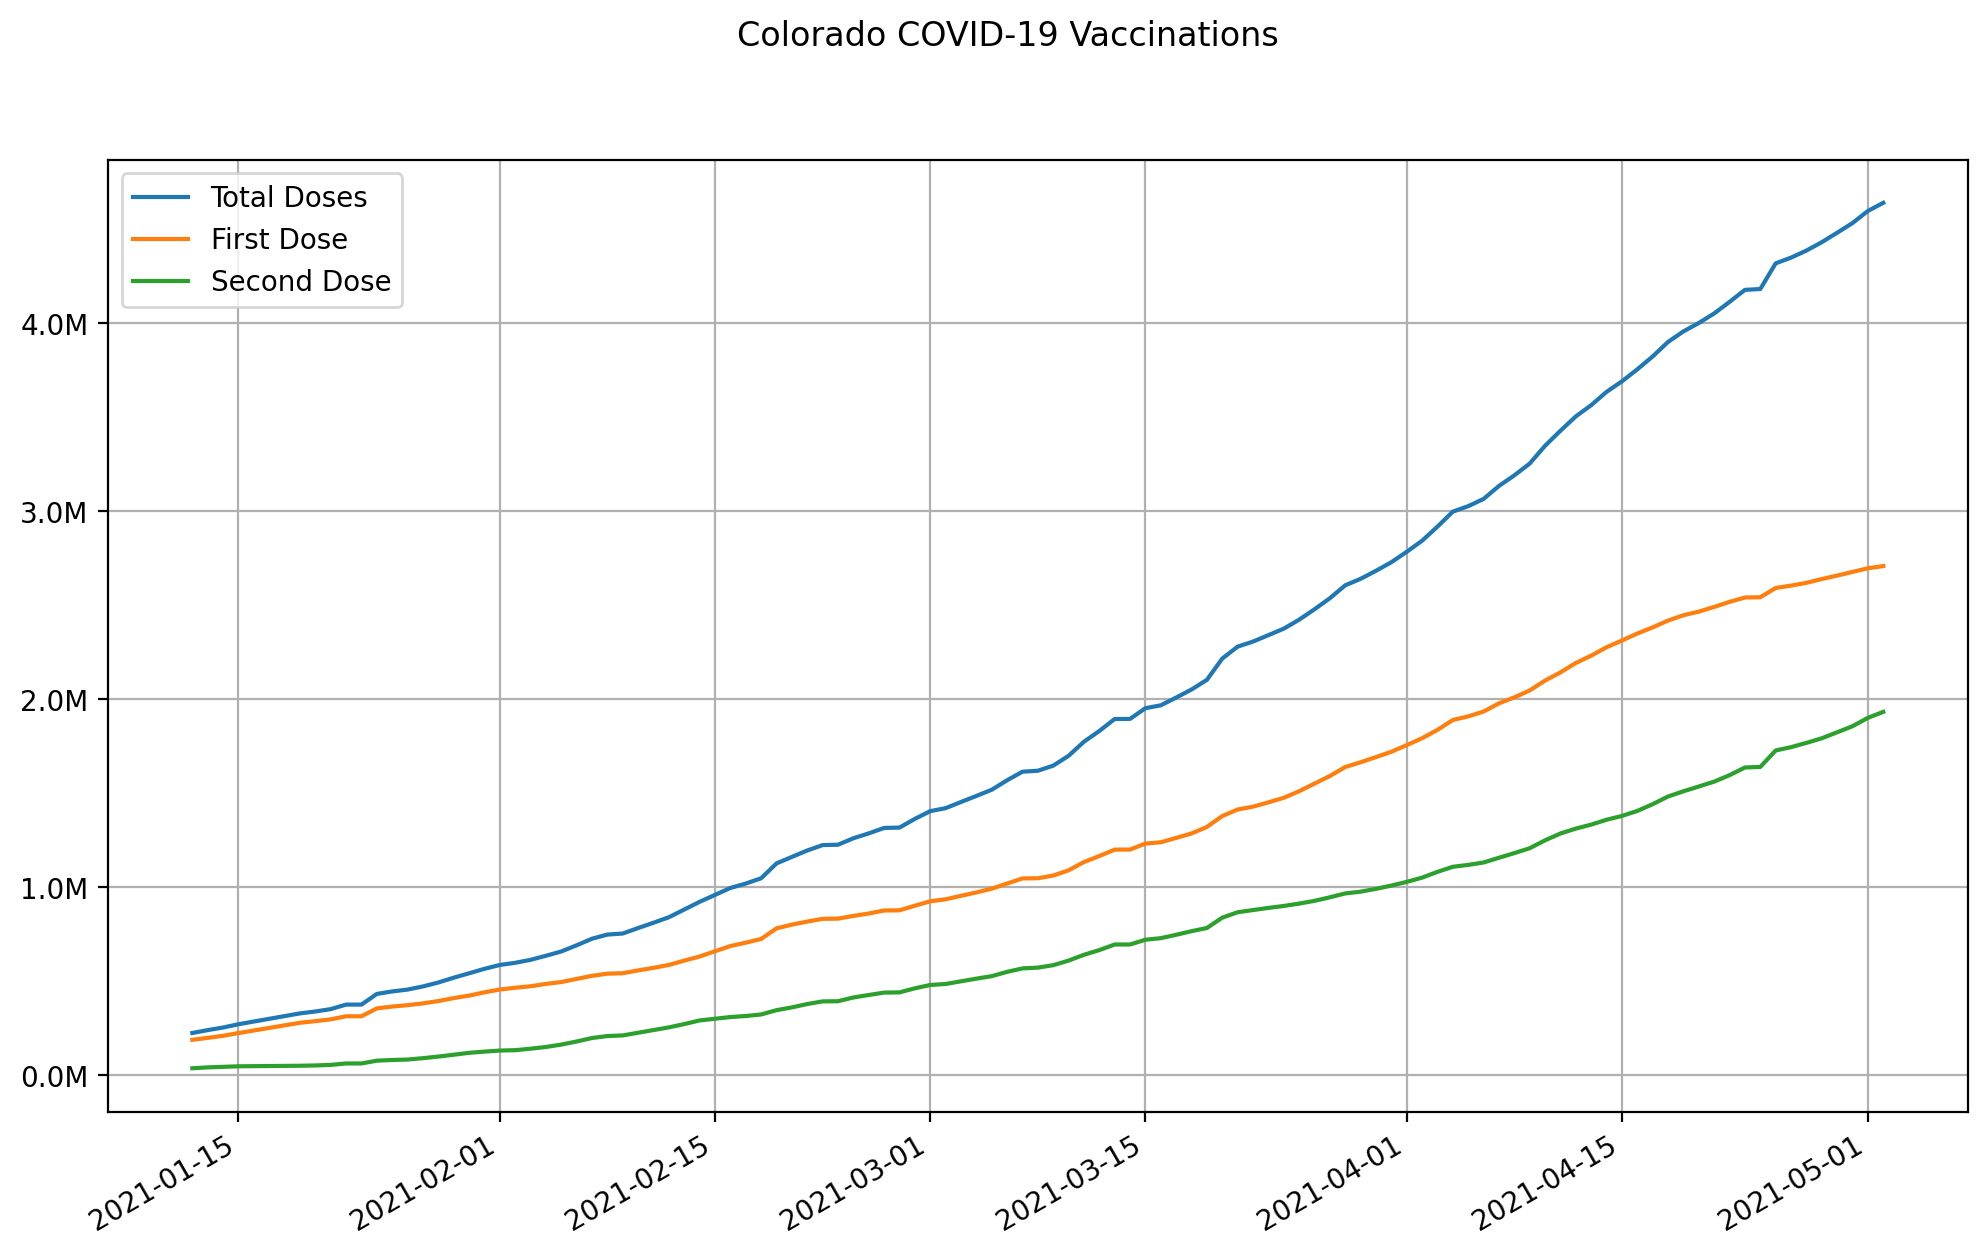 Colorado COVID-19 Vaccinations
Total Doses
First Dose
Second Dose
4.0M
3.0M
2.0M
1.0M
0.0M
2021-01-15
2021-02-01
2021-02-15
2021-03-01
2021-03-15
2021-04-01
2021-04-15
2021-05-01